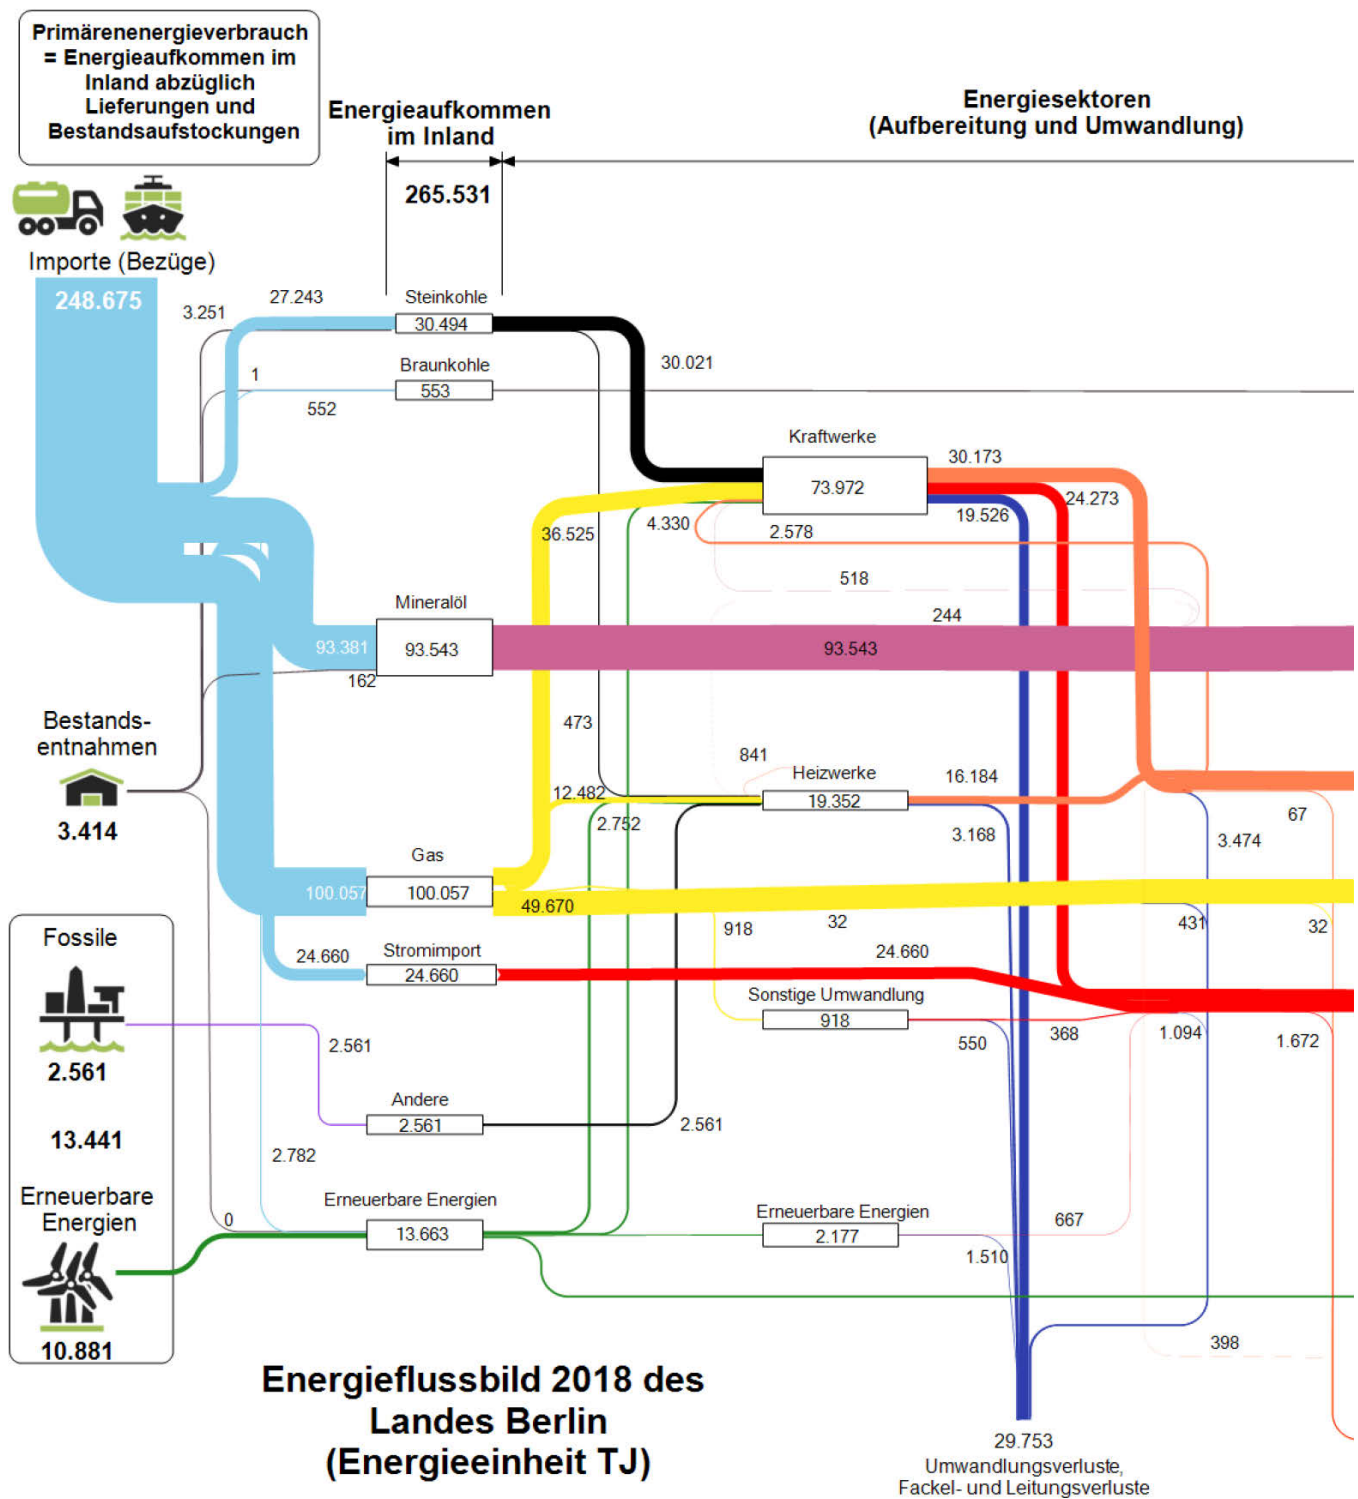 Primärenenergieverbrauch
= Energieaufkommen im
Inland abzüglich
Lieferungen und
Bestandsaufstockungen
Energieaufkommen
im Inland
265.531
Energiesektoren
(Aufbereitung und Umwandlung)
Importe (Bezüge)
248.675
3.251
27.243
Steinkohle
30.494
30.021
1
552
Braunkohle
553
Kraftwerke
73.972
30.173
24.273
19.526
36.525
4.330
2.578
518
244
Mineralöl
93.381
93.543
93.543
162
Bestands-
entnahmen
3.414
473
841
Heizwerke
19.352
16.184
12.482
2.752
3.168
3.474
67
Gas
100.057
100.057
49.670
918
32
431
32
Stromimport
24.660
24.660
24.660
Sonstige Umwandlung
918
550
368
1.094
1.672
Fossile
2.561
2.561
13.441
Andere
2.561
2.561
2.782
Erneuerbare
Energien
0
Erneuerbare Energien
13.663
Erneuerbare Energien
2.177
667
1.510
10.881
398
Energieflussbild 2018 des
Landes Berlin
(Energieeinheit TJ)
29.753
Umwandlungsverluste,
Fackel- und Leitungsverluste